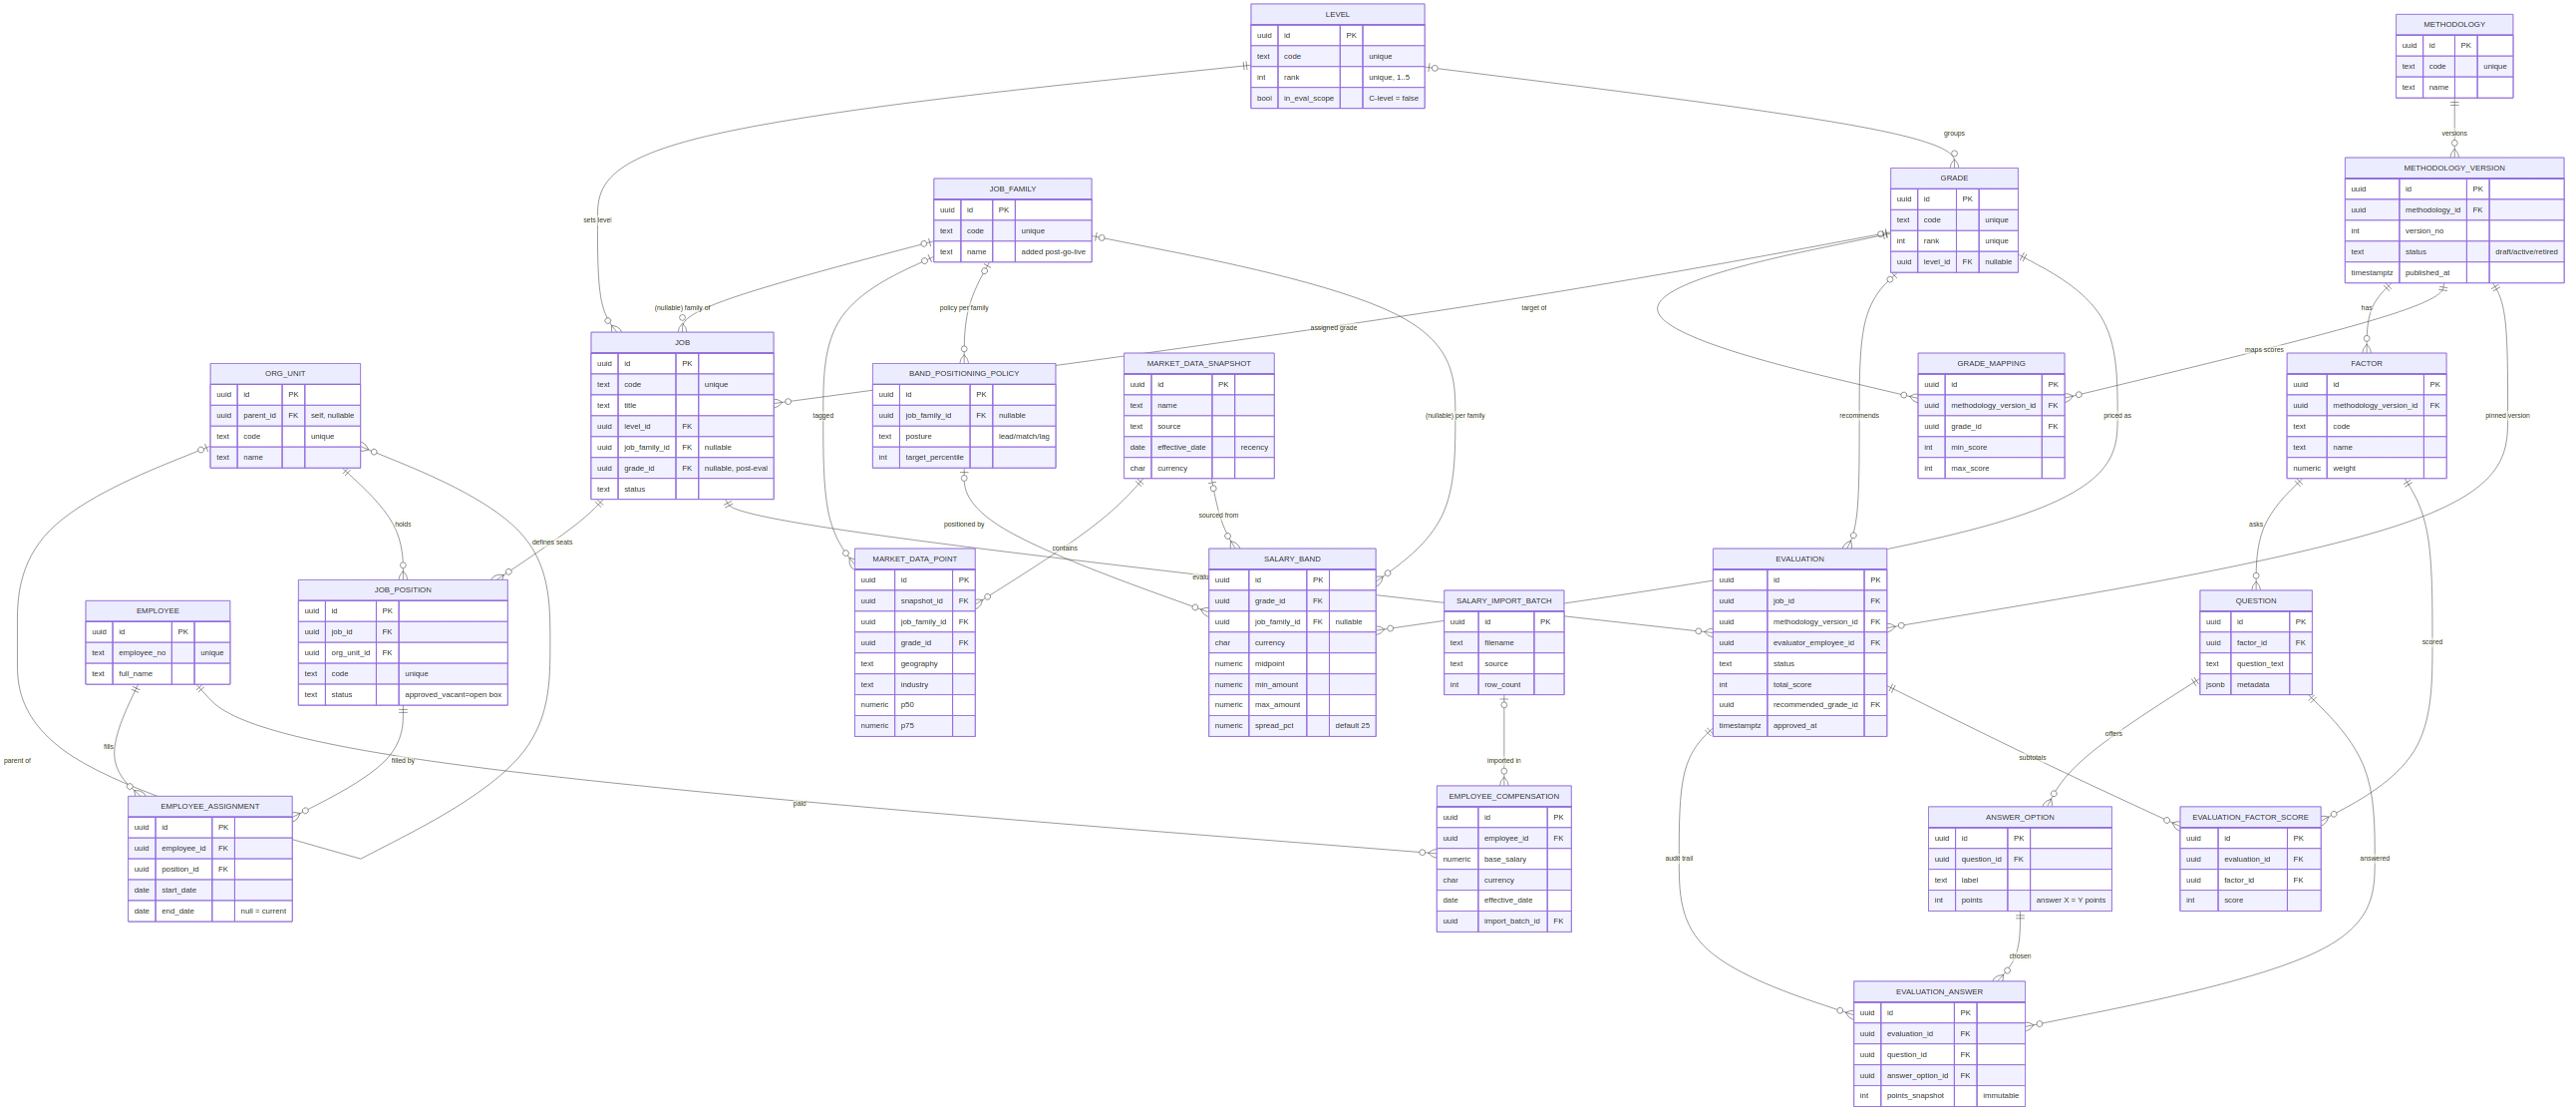 LEVEL
uuid id PK
text code unique
int rank unique, 1..5
bool in_eval_scope C-level = false
METHODOLOGY
uuid id PK
text code unique
text name
groups
versions
sets level
JOB_FAMILY
uuid id PK
text code unique
text name added post-go-live
GRADE
uuid id PK
text code unique
int rank unique
uuid level_id FK nullable
METHODOLOGY_VERSION
uuid id PK
uuid methodology_id FK
int version_no
text status draft/active/retired
timestamptz published_at
(nullable) family of
policy per family
assigned grade
target of
has
maps scores
JOB
uuid id PK
text code unique
text title
uuid level_id FK
uuid job_family_id FK nullable
uuid grade_id FK nullable, post-eval
text status
ORG_UNIT
uuid id PK
uuid parent_id FK self, nullable
text code unique
text name
BAND_POSITIONING_POLICY
uuid id PK
uuid job_family_id FK nullable
text posture lead/match/lag
int target_percentile
MARKET_DATA_SNAPSHOT
uuid id PK
text name
text source
date effective_date recency
char currency
GRADE_MAPPING
uuid id PK
uuid methodology_version_id FK
uuid grade_id FK
int min_score
int max_score
FACTOR
uuid id PK
uuid methodology_version_id FK
text code
text name
numeric weight
tagged
(nullable) per family
recommends
priced as
pinned version
holds
defines seats
positioned by
contains
sourced from
evalu
asks
scored
MARKET_DATA_POINT
uuid id PK
uuid snapshot_id FK
uuid job_family_id FK
uuid grade_id FK
text geography
text industry
numeric p50
numeric p75
SALARY_BAND
uuid id PK
uuid grade_id FK
uuid job_family_id FK nullable
char currency
numeric midpoint
numeric min_amount
numeric max_amount
numeric spread_pct default 25
EVALUATION
uuid id PK
uuid job_id FK
uuid methodology_version_id FK
uuid evaluator_employee_id FK
text status
int total_score
uuid recommended_grade_id FK
timestamptz approved_at
JOB_POSITION
uuid id PK
uuid job_id FK
uuid org_unit_id FK
text code unique
text status approved_vacant=open box
EMPLOYEE
uuid id PK
text employee_no unique
text full_name
SALARY_IMPORT_BATCH
uuid id PK
text filename
text source
int row_count
QUESTION
uuid id PK
uuid factor_id FK
text question_text
jsonb metadata
parent of
fills
filled by
paid
imported in
subtotals
offers
audit trail
answered
EMPLOYEE_ASSIGNMENT
uuid id PK
uuid employee_id FK
uuid position_id FK
date start_date
date end_date null = current
EMPLOYEE_COMPENSATION
uuid id PK
uuid employee_id FK
numeric base_salary
char currency
date effective_date
uuid import_batch_id FK
ANSWER_OPTION
uuid id PK
uuid question_id FK
text label
int points answer X = Y points
EVALUATION_FACTOR_SCORE
uuid id PK
uuid evaluation_id FK
uuid factor_id FK
int score
chosen
EVALUATION_ANSWER
uuid id PK
uuid evaluation_id FK
uuid question_id FK
uuid answer_option_id FK
int points_snapshot immutable